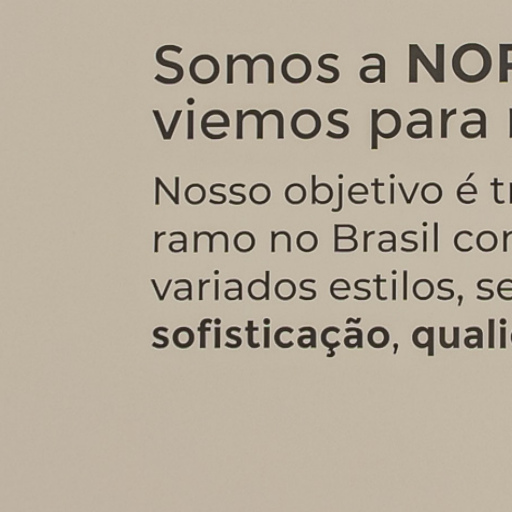 Somos a
viemos para
Nosso objetivo é
ramo no Brasil
variados estilos,
sofisticação,